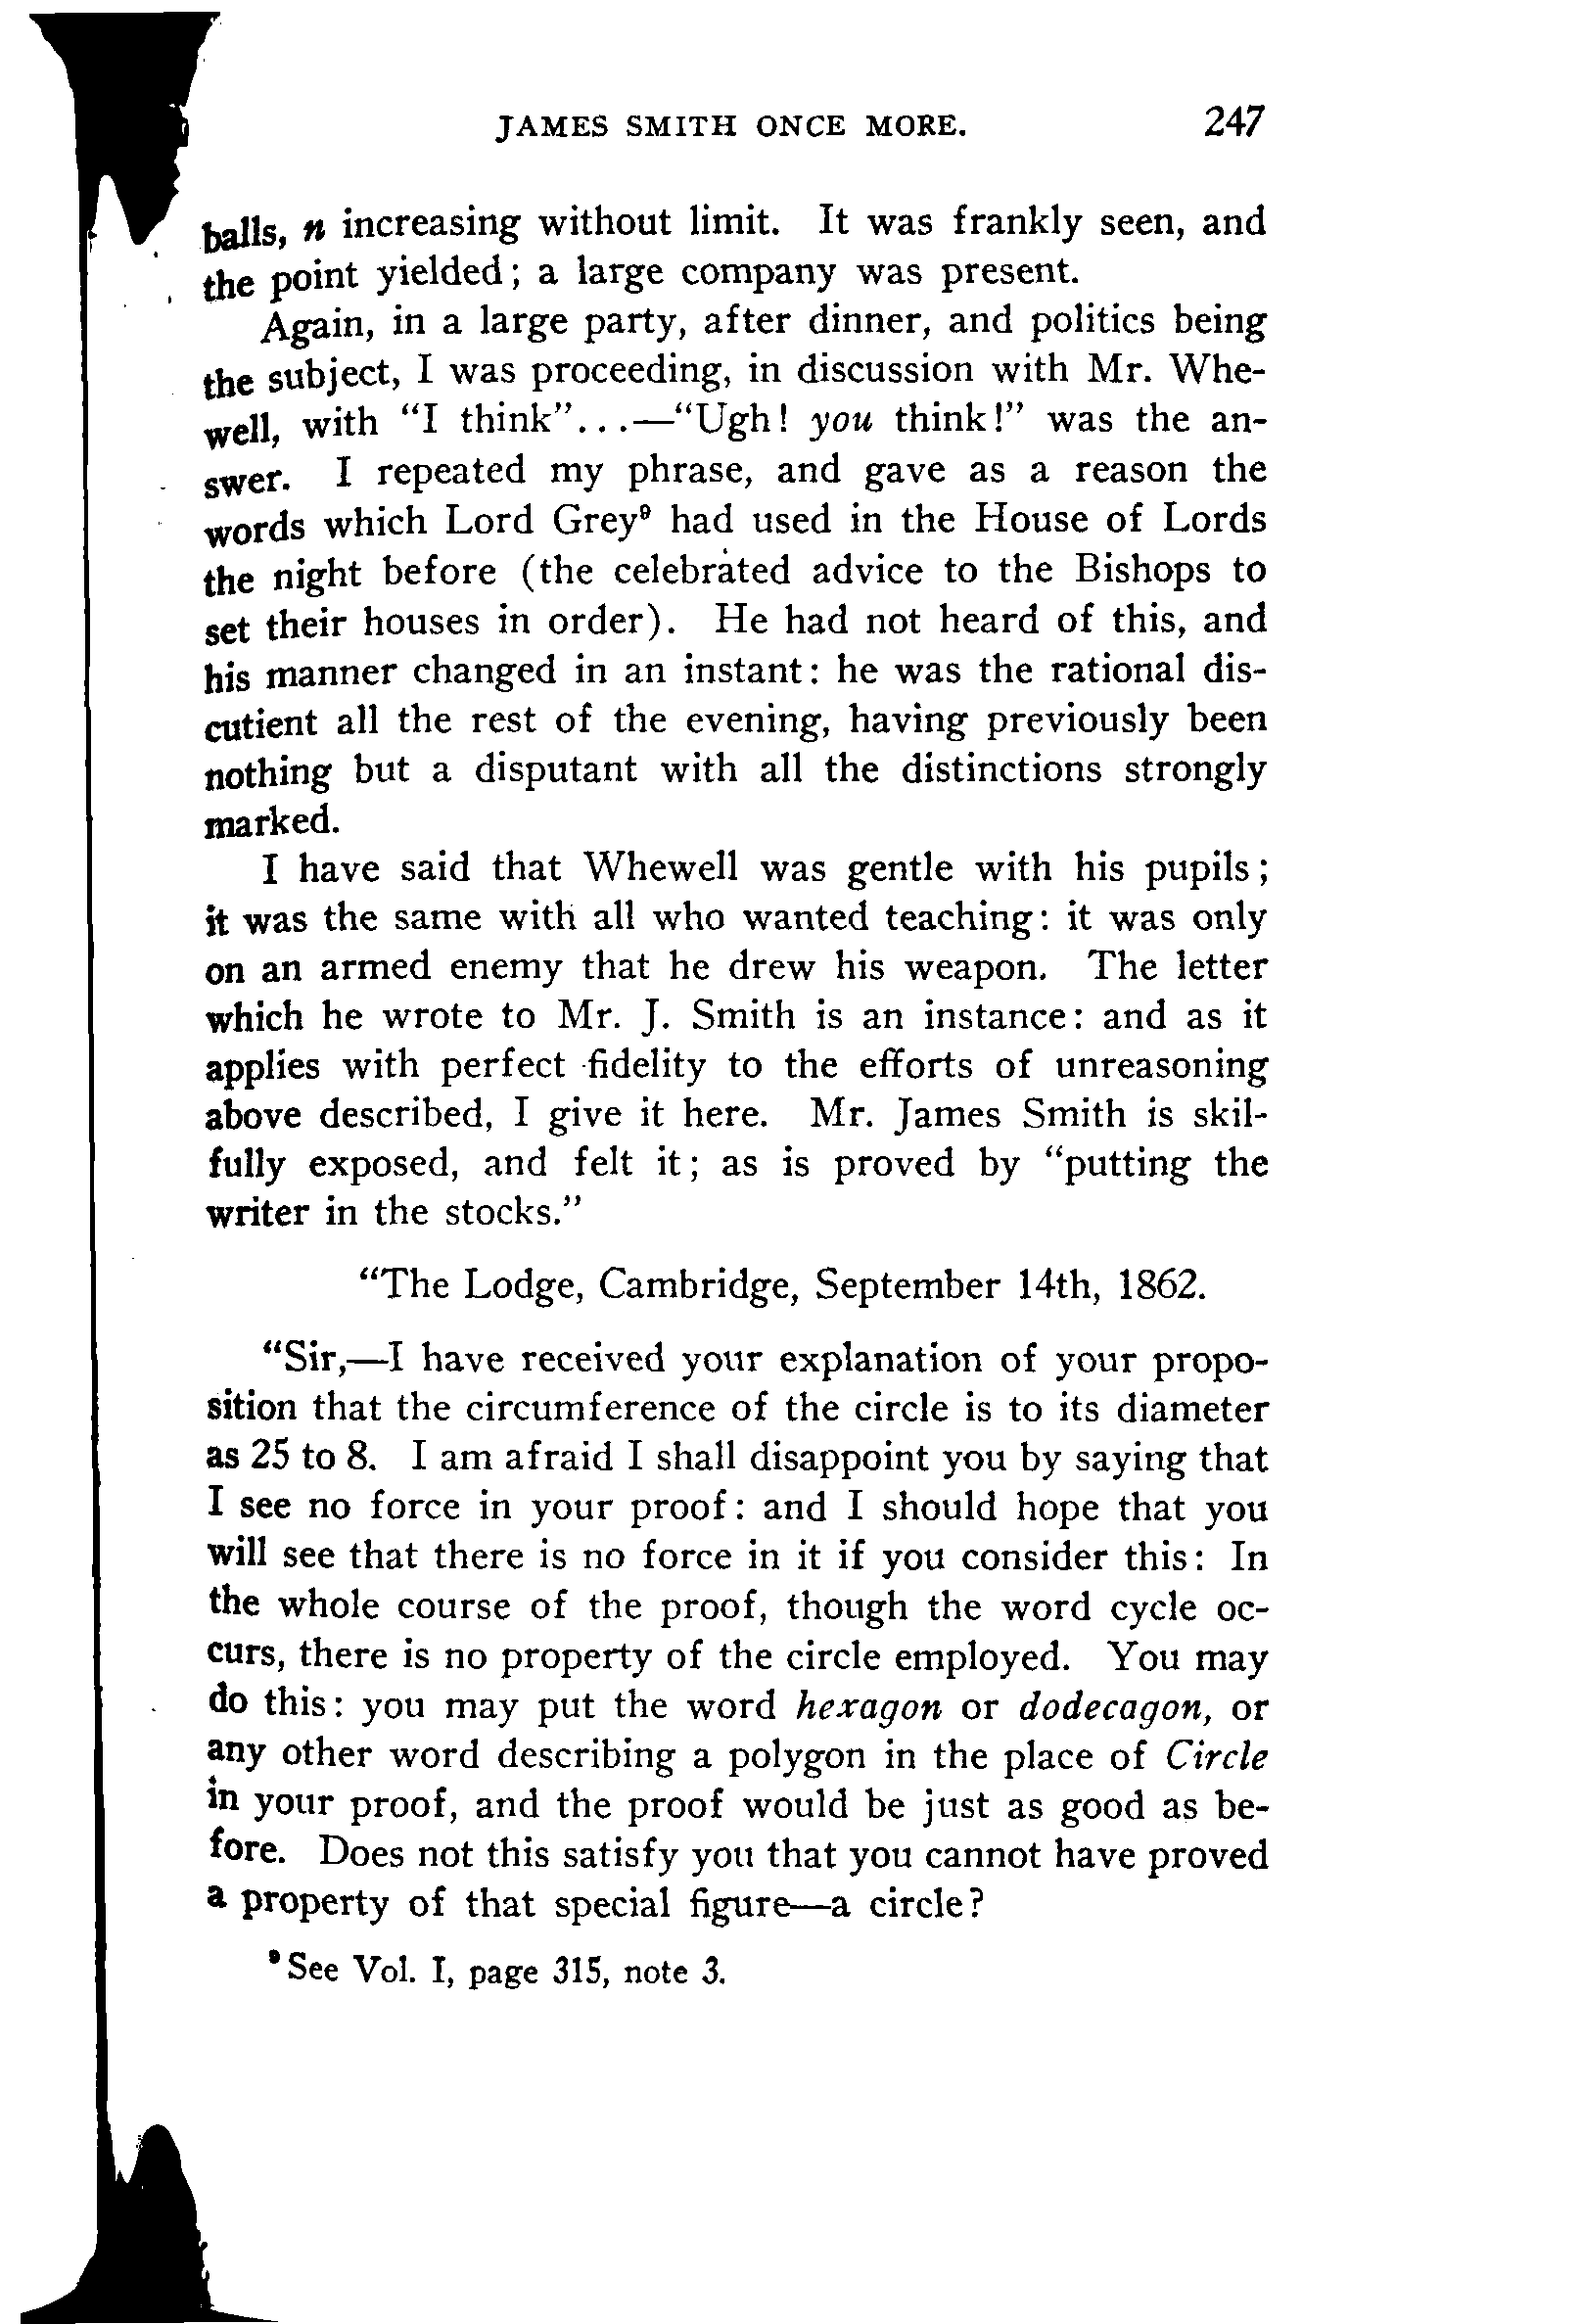 JAMES SMITH ONCE MORE. 247
balls, n increasing without limit. It was frankly seen, and
the point yielded; a large company was present.
Again, in a large party, after dinner, and politics being
the subject, I was proceeding, in discussion with Mr. Whe-
well, with “I think”...—“Ugh! you think!” was the an-
swer. I repeated my phrase, and gave as a reason the
words which Lord Grey⁹ had used in the House of Lords
the night before (the celebrated advice to the Bishops to
set their houses in order). He had not heard of this, and
his manner changed in an instant: he was the rational dis-
cutient all the rest of the evening, having previously been
nothing but a disputant with all the distinctions strongly
marked.
I have said that Whewell was gentle with his pupils;
it was the same with all who wanted teaching: it was only
on an armed enemy that he drew his weapon. The letter
which he wrote to Mr. J. Smith is an instance: and as it
applies with perfect fidelity to the efforts of unreasoning
above described, I give it here. Mr. James Smith is skil-
fully exposed, and felt it; as is proved by “putting the
writer in the stocks.”
“The Lodge, Cambridge, September 14th, 1862.
“Sir,—I have received your explanation of your propo-
sition that the circumference of the circle is to its diameter
as 25 to 8. I am afraid I shall disappoint you by saying that
I see no force in your proof: and I should hope that you
will see that there is no force in it if you consider this: In
the whole course of the proof, though the word cycle oc-
curs, there is no property of the circle employed. You may
do this: you may put the word hexagon or dodecagon, or
any other word describing a polygon in the place of Circle
in your proof, and the proof would be just as good as be-
fore. Does not this satisfy you that you cannot have proved
a property of that special figure—a circle?
⁹ See Vol. I, page 315, note 3.